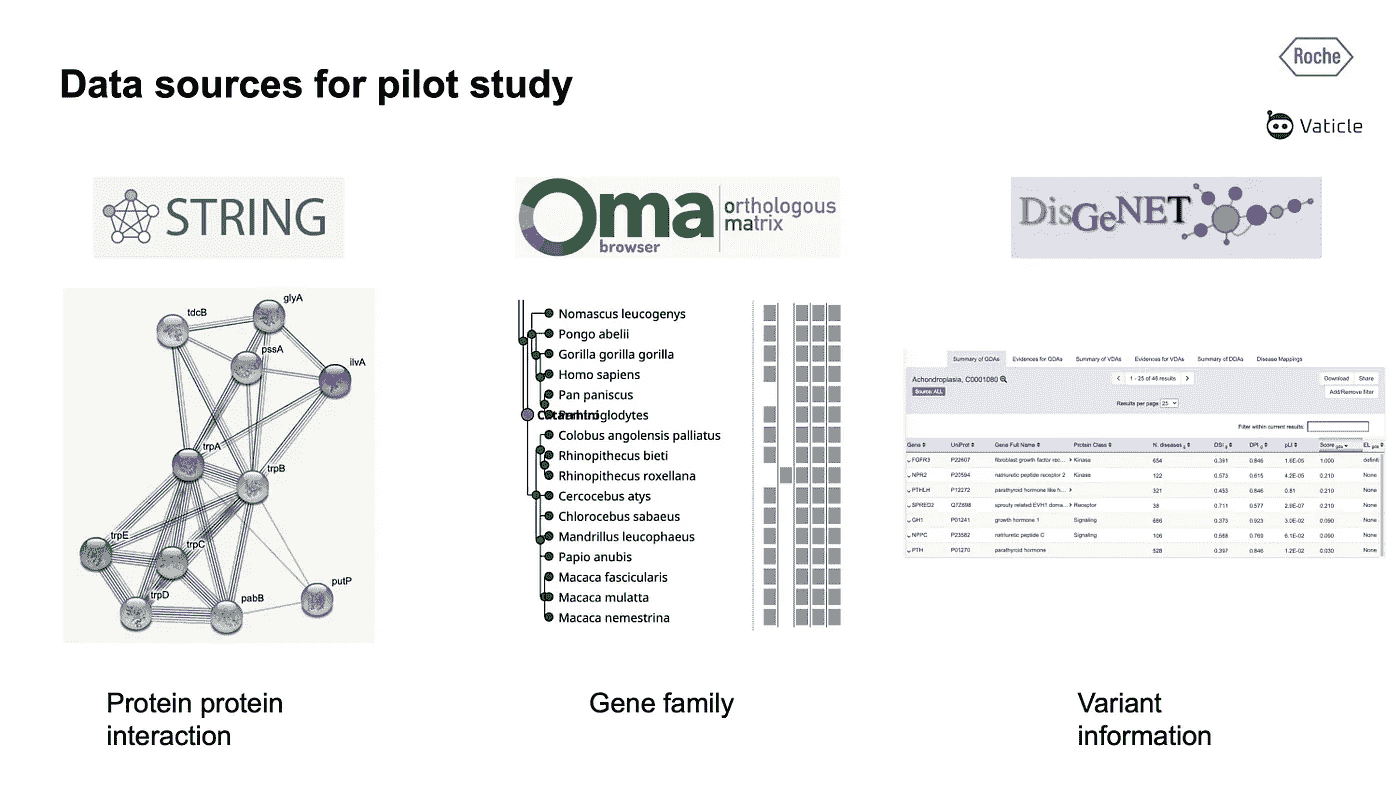 Data sources for pilot study
Roche
Vaticle
STRING
Oma
browser
orthologous
matrix
DisGeNET
glyA
tdcB
pssA
ilvA
trpA
trpB
trpE
trpC
trpD
pabB
putP
Nomascus leucogenys
Pongo abelii
Gorilla gorilla gorilla
Homo sapiens
Pan paniscus
Colobus angolensis palliatus
Rhinopithecus bieti
Rhinopithecus roxellana
Cercocebus atys
Chlorocebus sabaeus
Mandrillus leucophaeus
Papio anubis
Macaca fascicularis
Macaca mulatta
Macaca nemestrina
Summary of GDAs Evidences for GDAs Summary of VDAs Evidences for VDAs Summary of DDAs Disease Mappings
Achondroplasia, C0001080
Source: ALL
< 1 - 25 of 46 results >
Results per page 25
Download Share
Add/Remove filter
Filter within current results:
Gene UniProt Gene Full Name Protein Class N. diseases g DSI g DPI g pLI Score gda EL gda
FGFR3 P22607 fibroblast growth factor rec... Kinase 654 0.391 0.846 1.6E-05 1.000 definiti
NPR2 P20594 natriuretic peptide receptor 2 Kinase 122 0.573 0.615 4.2E-05 0.210 None
PTHLH P12272 parathyroid hormone like h... 321 0.453 0.846 0.81 0.210 None
SPRED2 Q7Z698 sprouty related EVH1 doma... Receptor 38 0.711 0.577 2.9E-07 0.210 None
GH1 P01241 growth hormone 1 Signaling 686 0.373 0.923 3.0E-02 0.090 None
NPPC P23582 natriuretic peptide C Signaling 106 0.588 0.769 6.1E-02 0.090 None
PTH P01270 parathyroid hormone 528 0.397 0.846 1.2E-02 0.030 None
Protein protein
interaction
Gene family
Variant
information